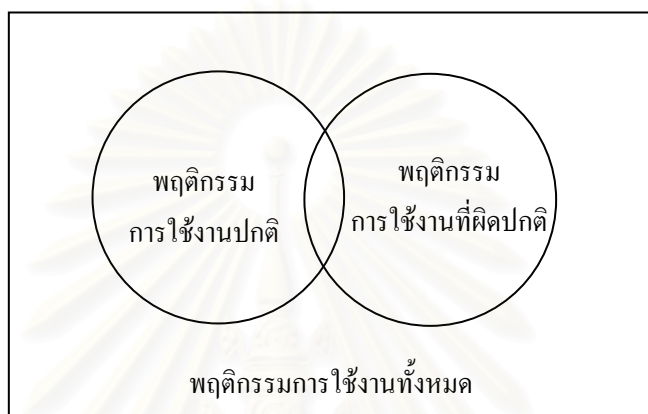 พฤติกรรม
การใช้งานปกติ
พฤติกรรม
การใช้งานที่ผิดปกติ
พฤติกรรมการใช้งานทั้งหมด